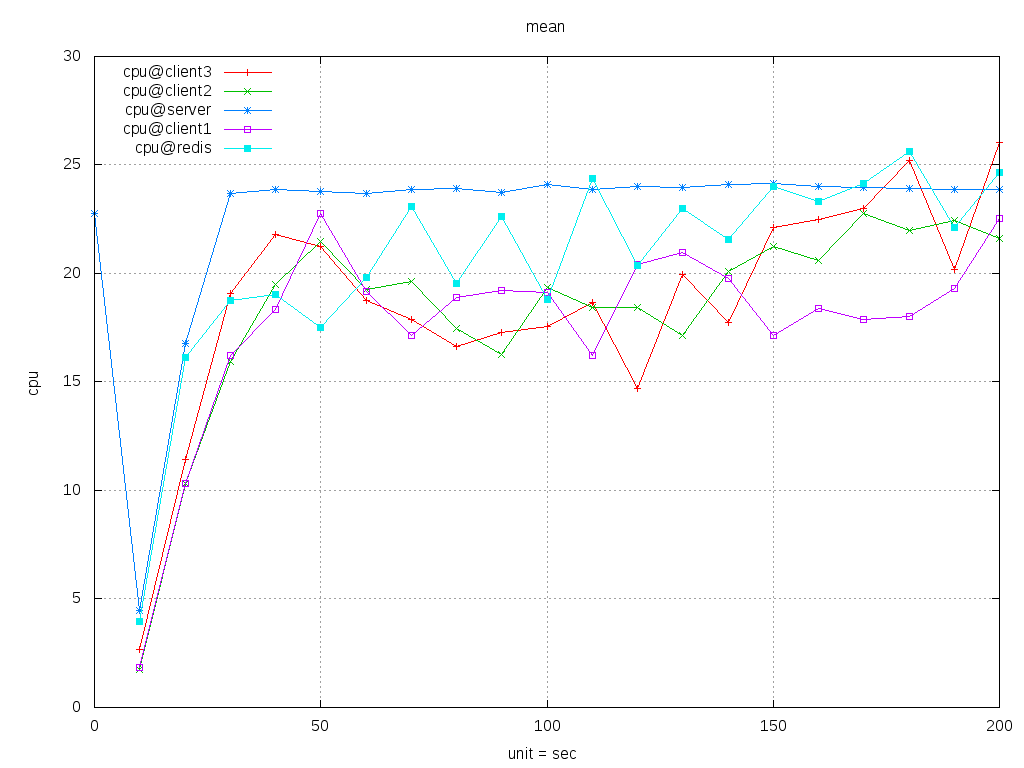 mean
30
25
20
15
10
5
0
cpu
cpu@client3
cpu@client2
cpu@server
cpu@client1
cpu@redis
0 50 100 150 200
unit = sec